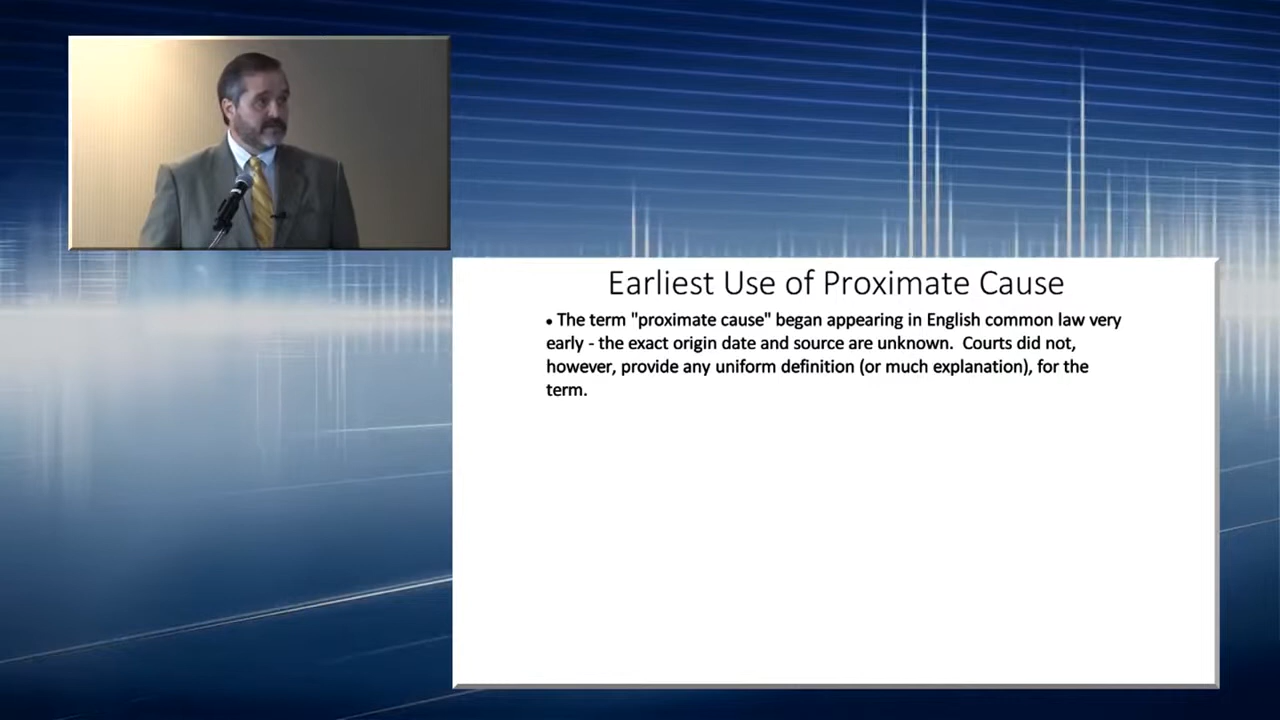 Earliest Use of Proximate Cause
• The term "proximate cause" began appearing in English common law very
early - the exact origin date and source are unknown.  Courts did not,
however, provide any uniform definition (or much explanation), for the
term.